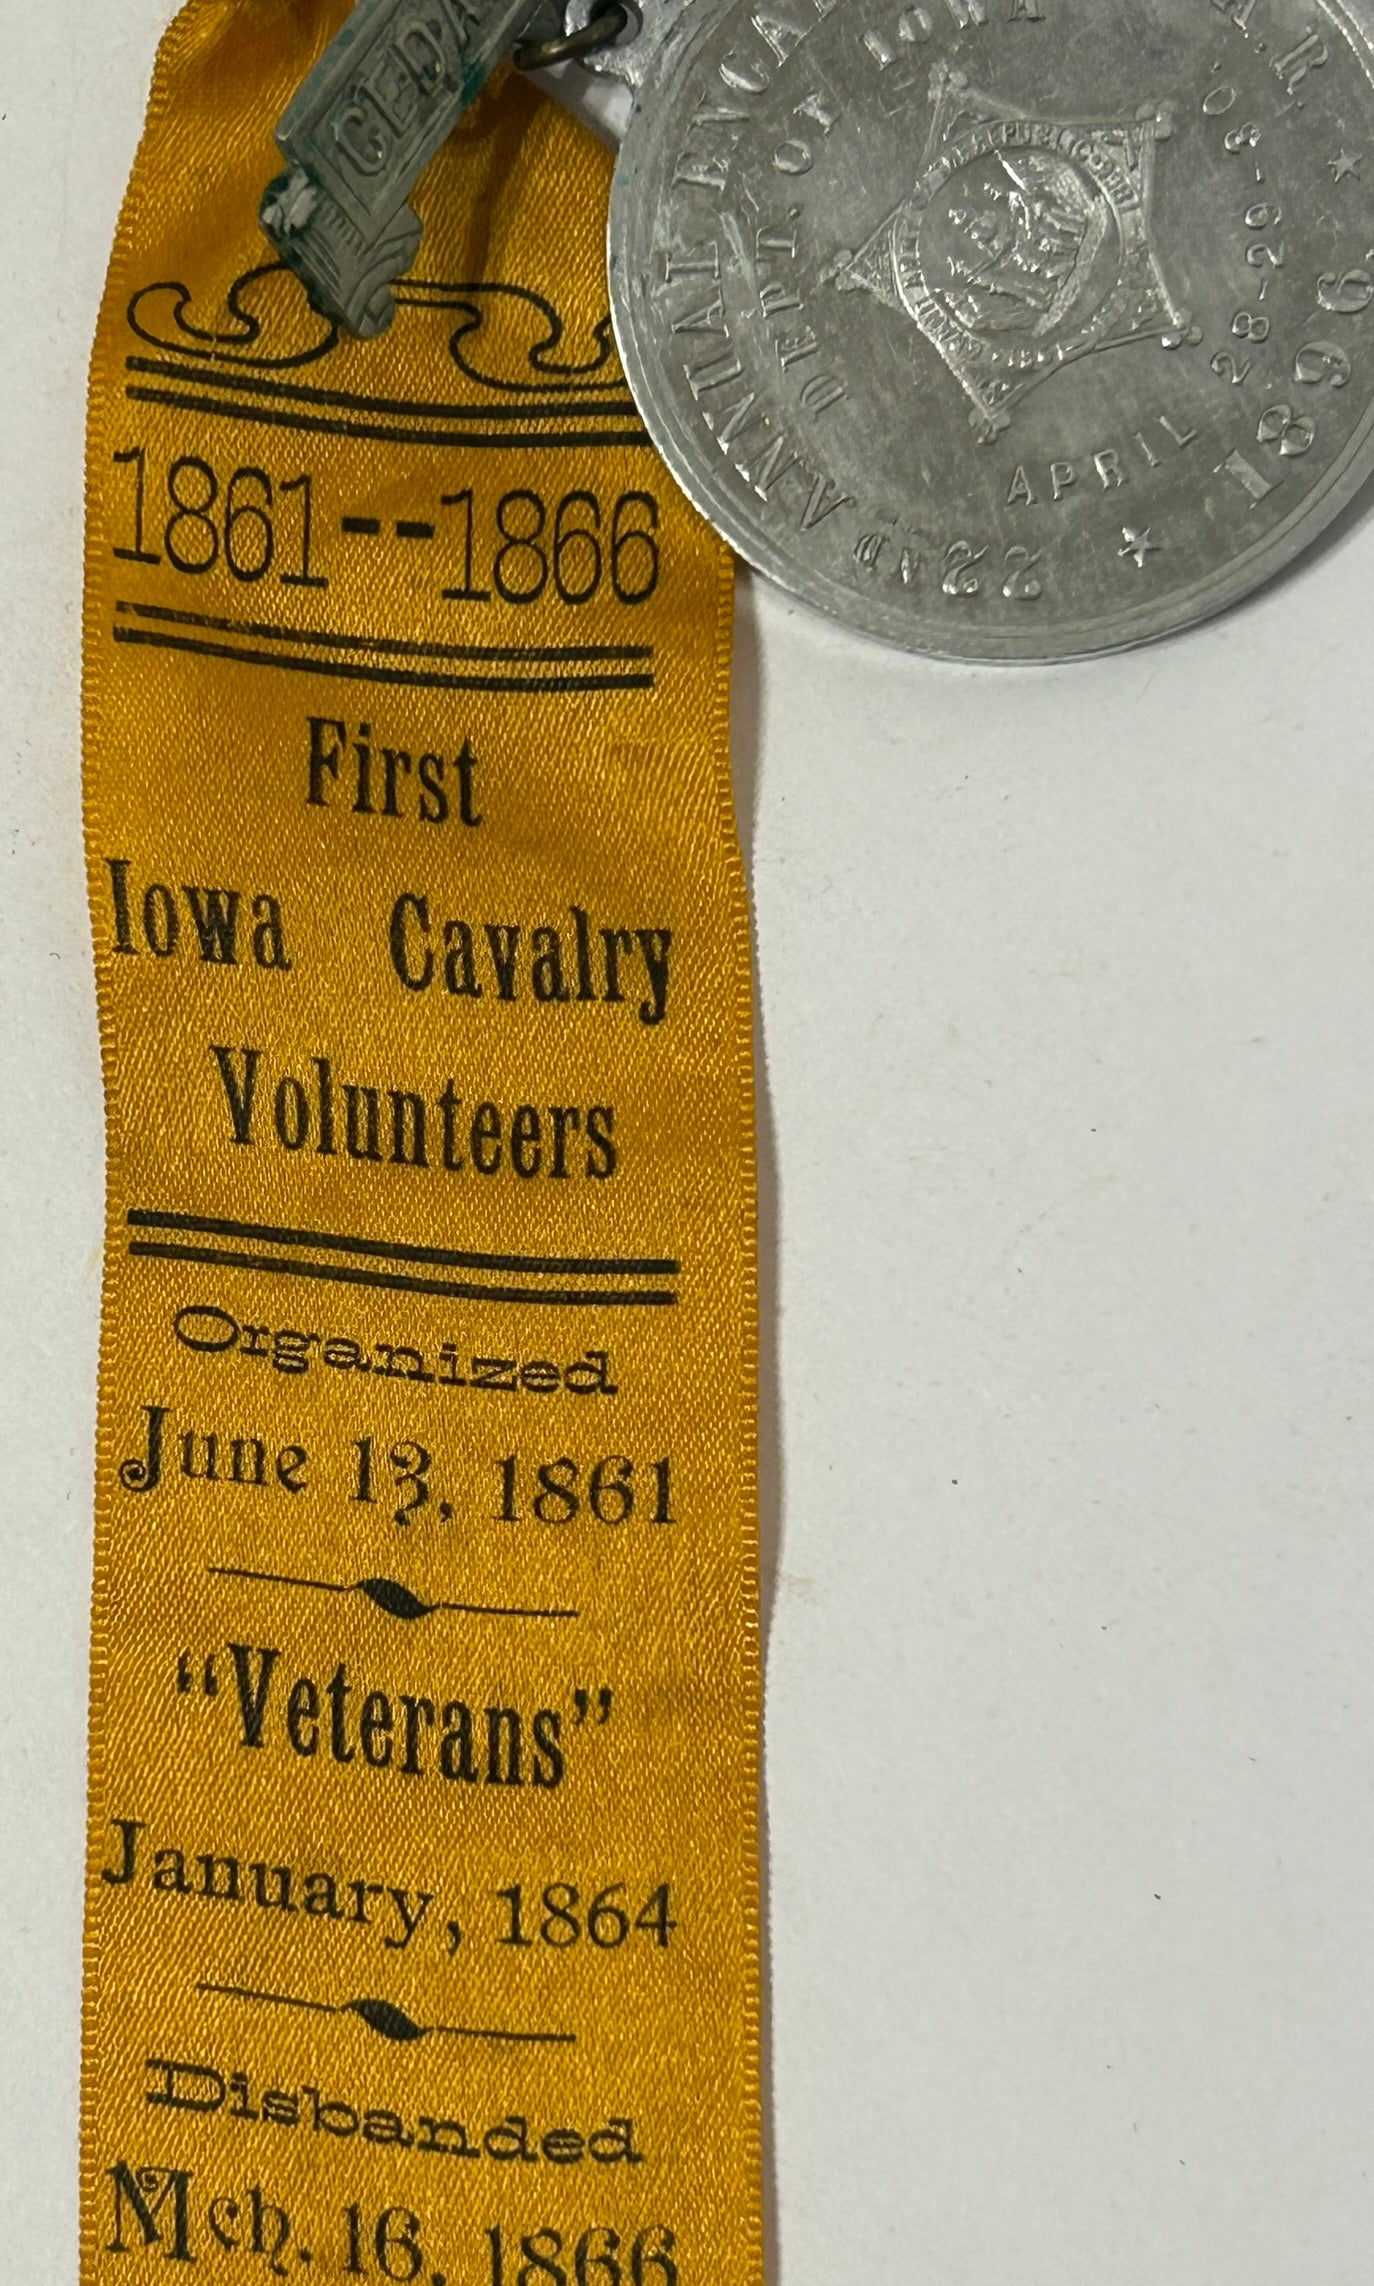 1861--1866
First
Iowa Cavalry
Volunteers
Organized
June 13, 1861
“Veterans”
January, 1864
Disbanded
Mch. 16, 1866
22ND ANNUAL
DEPT. OF IOWA
APRIL 28-29-30.
1896